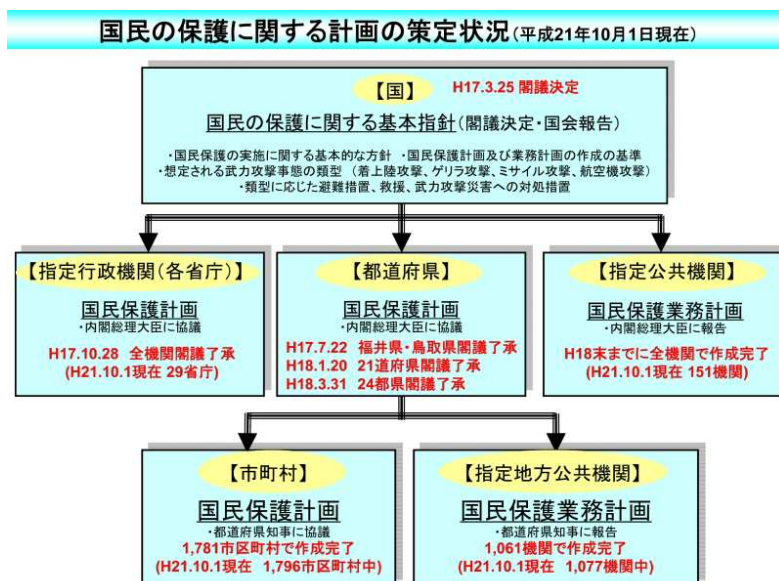 国民の保護に関する計画の策定状況(平成21年10月1日現在)
【国】
H17.3.25 閣議決定
国民の保護に関する基本指針(閣議決定・国会報告)
・国民保護の実施に関する基本的な方針 ・国民保護計画及び業務計画の作成の基準
・想定される武力攻撃事態の類型 (着上陸攻撃、ゲリラ攻撃、ミサイル攻撃、航空機攻撃)
・類型に応じた避難措置、救援、武力攻撃災害への対処措置
【指定行政機関(各省庁)】
国民保護計画
・内閣総理大臣に協議
H17.10.28 全機関閣議了承
(H21.10.1現在 29省庁)
【都道府県】
国民保護計画
・内閣総理大臣に協議
H17.7.22 福井県・鳥取県閣議了承
H18.1.20 21道府県閣議了承
H18.3.31 24都県閣議了承
【指定公共機関】
国民保護業務計画
・内閣総理大臣に報告
H18末までに全機関で作成完了
(H21.10.1現在 151機関)
【市町村】
国民保護計画
・都道府県知事に協議
1,781市区町村で作成完了
(H21.10.1現在 1,796市区町村中)
【指定地方公共機関】
国民保護業務計画
・都道府県知事に報告
1,061機関で作成完了
(H21.10.1現在 1,077機関中)